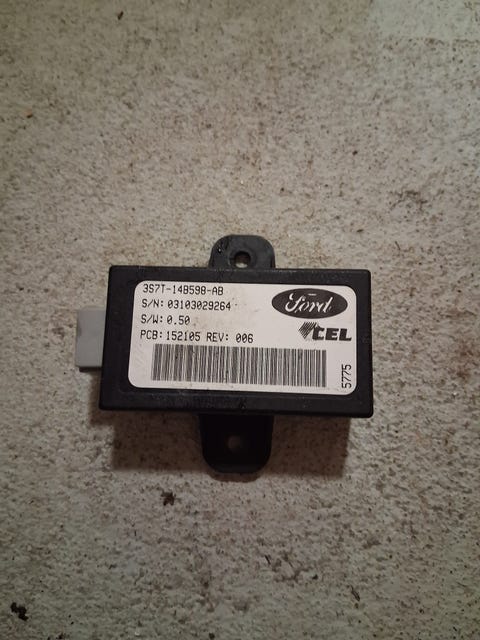 3S7T-14B598-AB
S/N: 03103029264
S/W: 0.50
PCB: 152105 REV: 006
Ford
CEL
5775